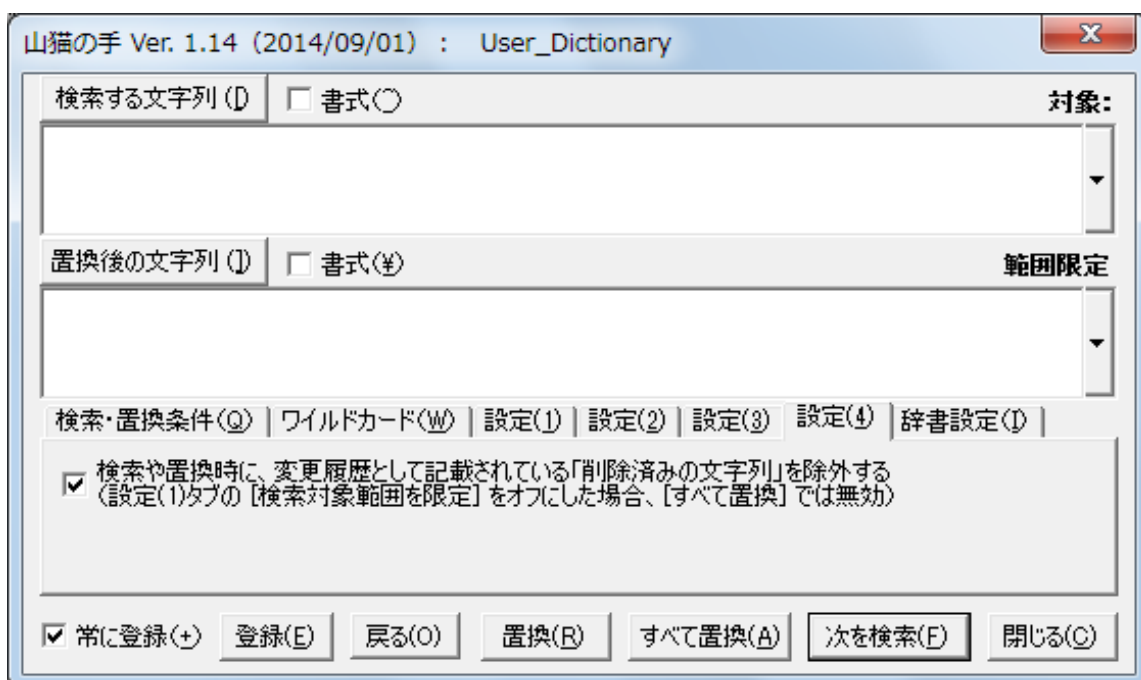 山猫の手 Ver. 1.14 (2014/09/01) : User_Dictionary
検索する文字列(I) 書式 対象:
置換後の文字列(J) 書式(¥) 範囲限定
検索・置換条件(Q) ワイルドカード(W) 設定(1) 設定(2) 設定(3) 設定(4) 辞書設定(I)
検索や置換時に、変更履歴として記載されている「削除済みの文字列」を除外する
(設定(1)タブの [検索対象範囲を限定] をオフにした場合、[すべて置換] では無効)
常に登録(+) 登録(E) 戻る(O) 置換(R) すべて置換(A) 次を検索(F) 閉じる(C)